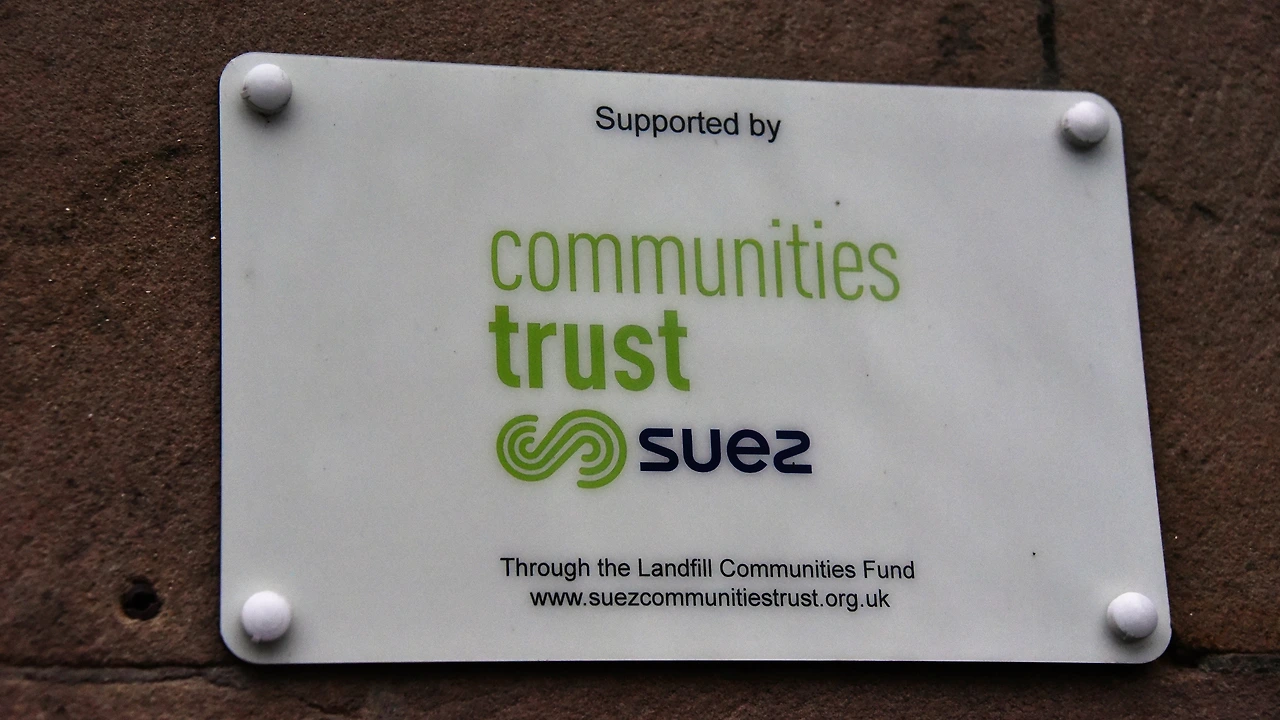 Supported by
communities
trust
suez
Through the Landfill Communities Fund
www.suezcommunitiestrust.org.uk